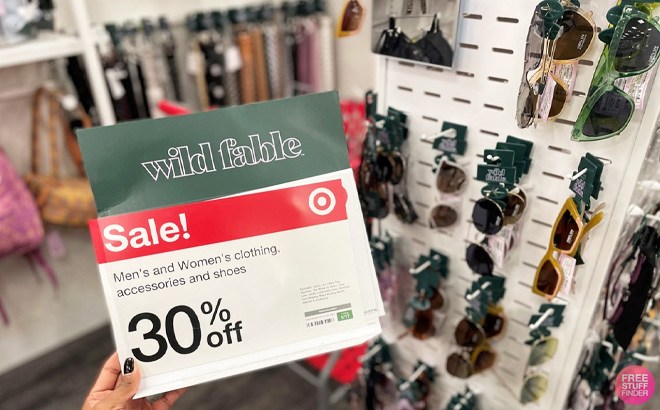 wild fable
Sale!
Men's and Women's clothing,
accessories and shoes
30% off
FREE
STUFF
FINDER